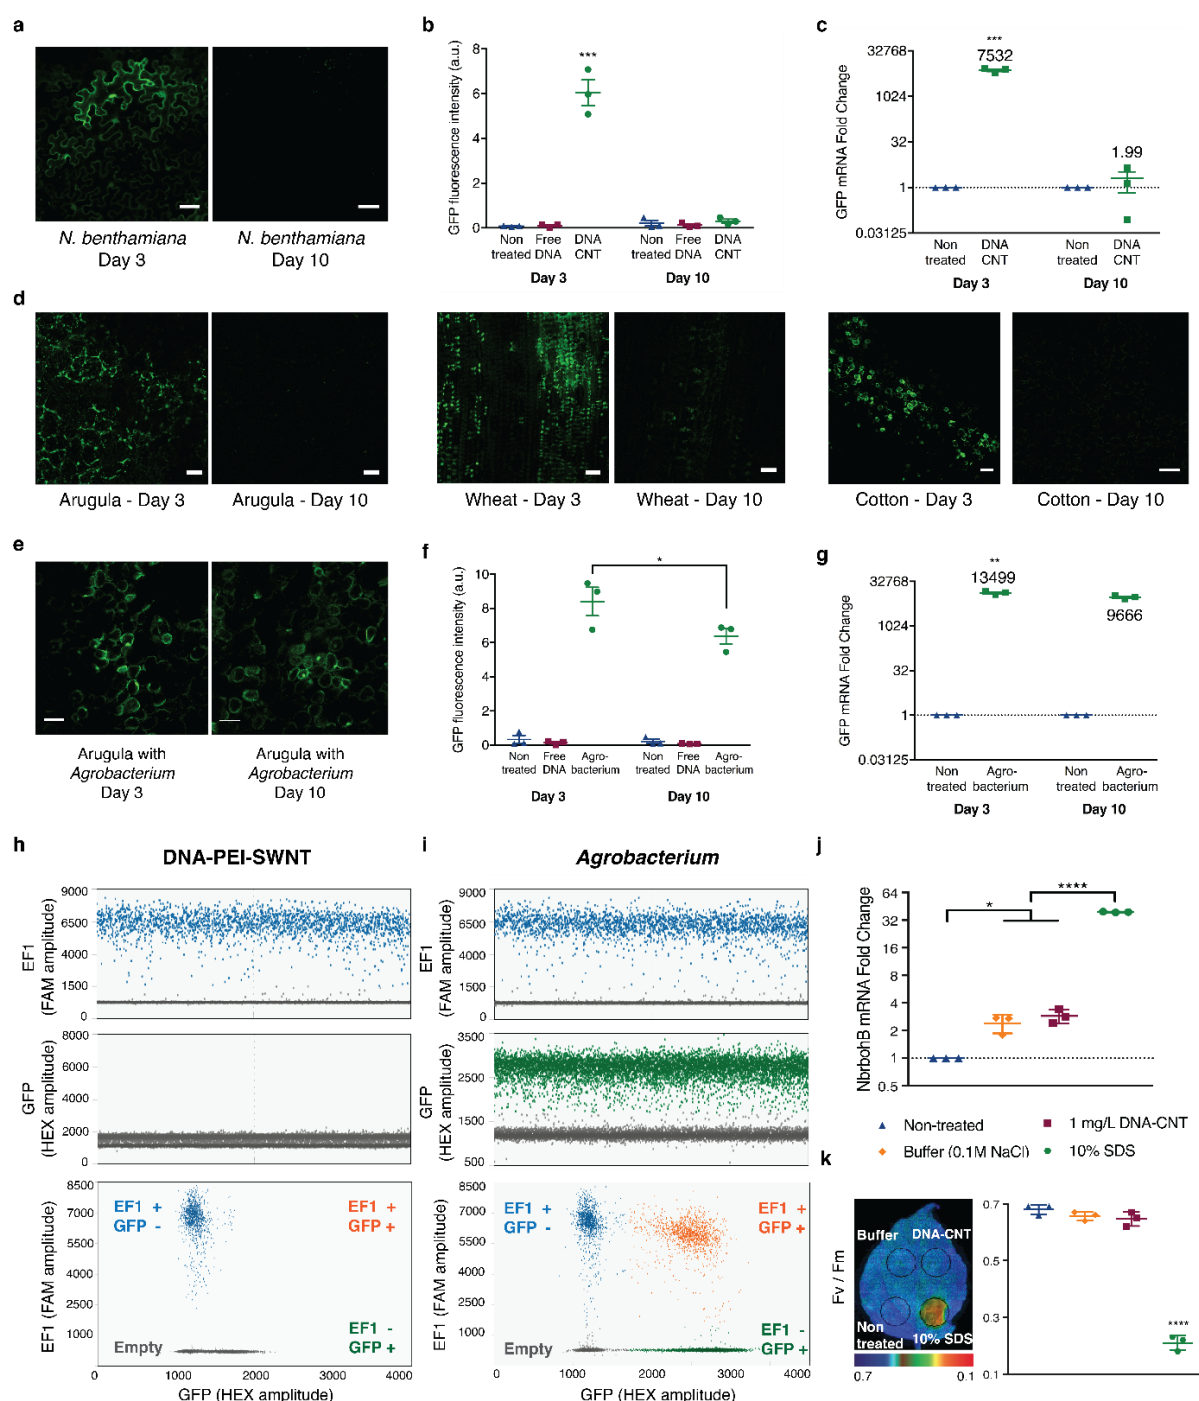 a
N. benthamiana
Day 3
N. benthamiana
Day 10
b
GFP fluorescence intensity (a.u.)
8
6
4
2
0
***
Non treated
Free DNA
DNA CNT
Non treated
Free DNA
DNA CNT
Day 3
Day 10
c
GFP mRNA Fold Change
32768
1024
32
1
0.03125
***
7532
1.99
Non treated
DNA CNT
Non treated
DNA CNT
Day 3
Day 10
d
Arugula - Day 3
Arugula - Day 10
Wheat - Day 3
Wheat - Day 10
Cotton - Day 3
Cotton - Day 10
e
Arugula with
Agrobacterium
Day 3
Arugula with
Agrobacterium
Day 10
f
GFP fluorescence intensity (a.u.)
10
8
6
4
2
0
*
Non treated
Free DNA
Agro- bacterium
Non treated
Free DNA
Agro- bacterium
Day 3
Day 10
g
GFP mRNA Fold Change
32768
1024
32
1
0.03125
**
13499
9666
Non treated
Agro- bacterium
Non treated
Agro- bacterium
Day 3
Day 10
h
DNA-PEI-SWNT
EF1
(FAM amplitude)
9000
6500
4000
1500
0
GFP
(HEX amplitude)
8000
6000
4000
2000
0
EF1 (FAM amplitude)
8500
7000
5500
4000
2500
1000
EF1 +
GFP -
EF1 +
GFP +
Empty
EF1 -
GFP +
0
1000
2000
3000
4000
GFP (HEX amplitude)
i
Agrobacterium
EF1
(FAM amplitude)
9000
6500
4000
1500
0
GFP
(HEX amplitude)
3500
2500
1500
500
EF1 (FAM amplitude)
8500
7000
5500
4000
2500
1000
EF1 +
GFP -
EF1 +
GFP +
Empty
EF1 -
GFP +
0
1000
2000
3000
4000
GFP (HEX amplitude)
j
NbrbohB mRNA Fold Change
64
32
16
8
4
2
1
0.5
*
****
Non-treated
1 mg/L DNA-CNT
Buffer (0.1M NaCl)
10% SDS
k
Fv / Fm
Buffer
DNA-CNT
Non treated
10% SDS
0.7
0.1
0.7
0.5
0.3
0.1
****